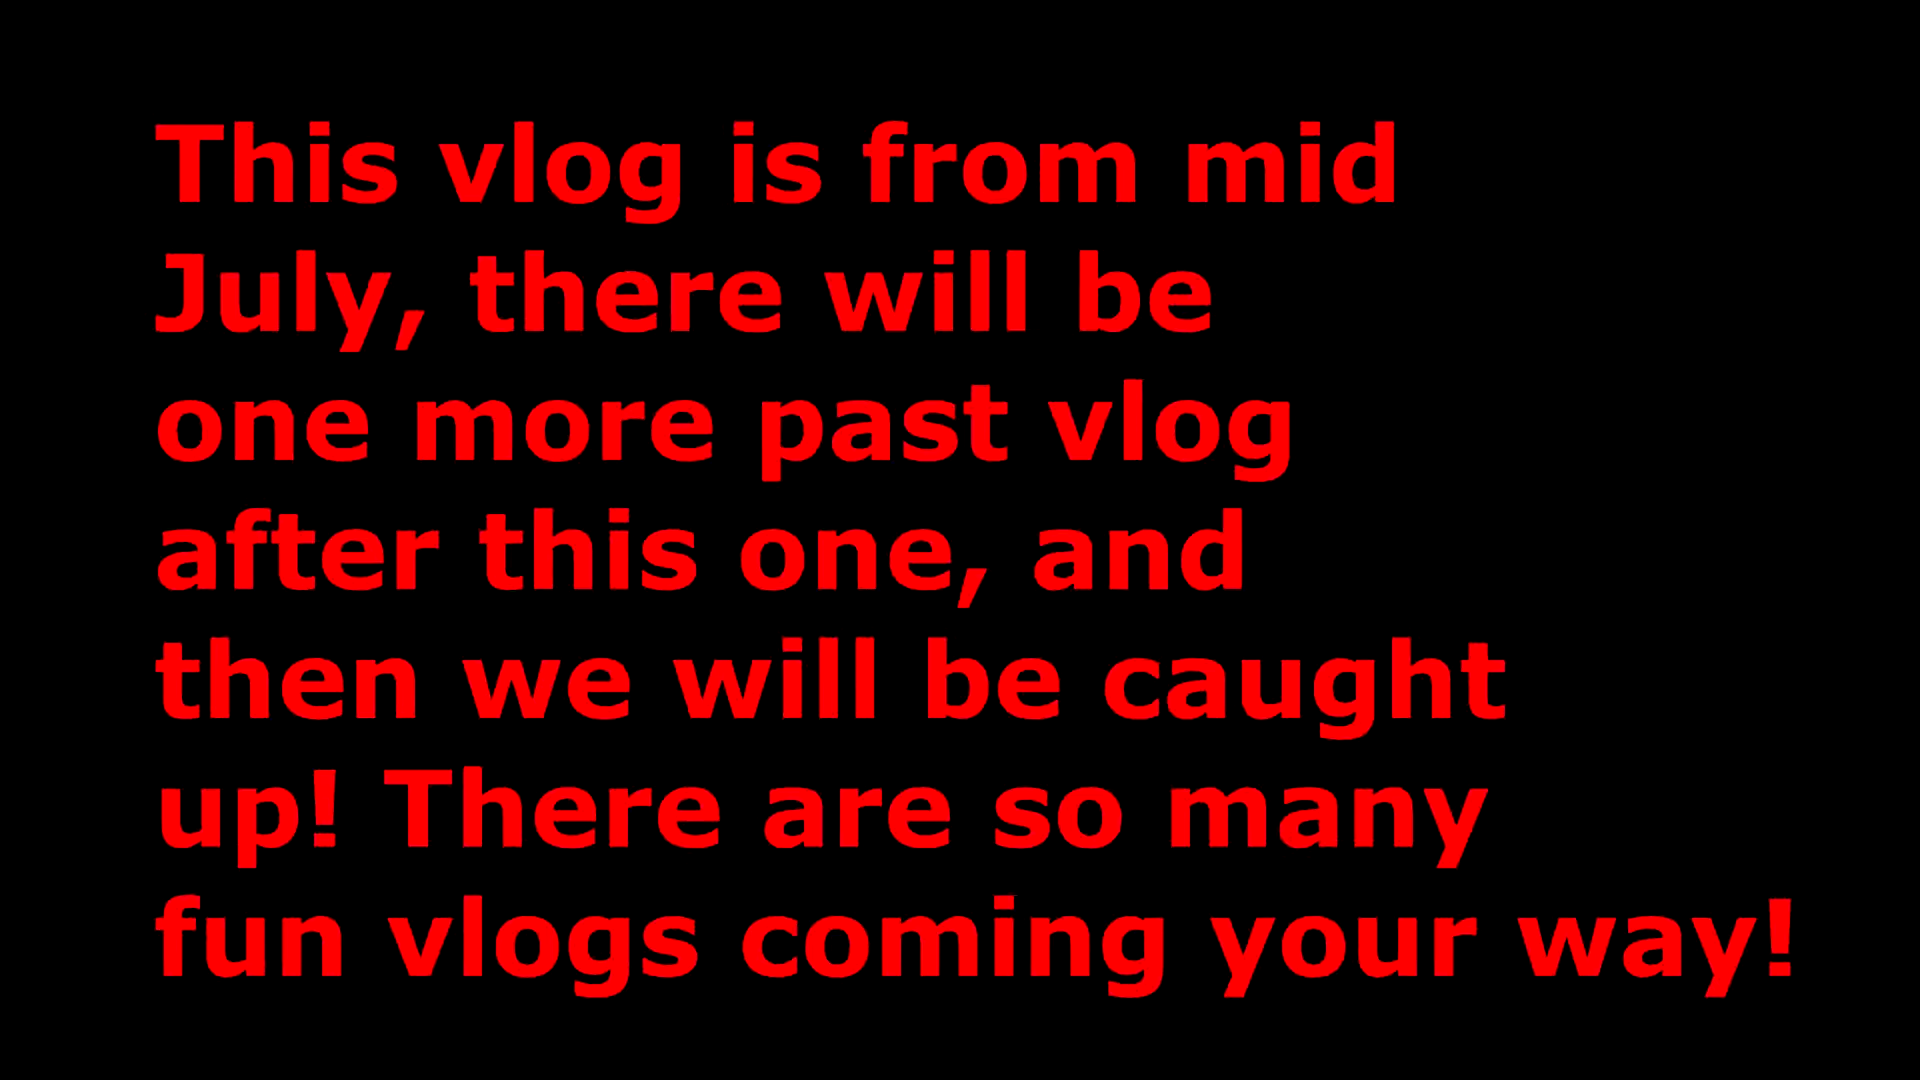 This vlog is from mid
July, there will be
one more past vlog
after this one, and
then we will be caught
up! There are so many
fun vlogs coming your way!